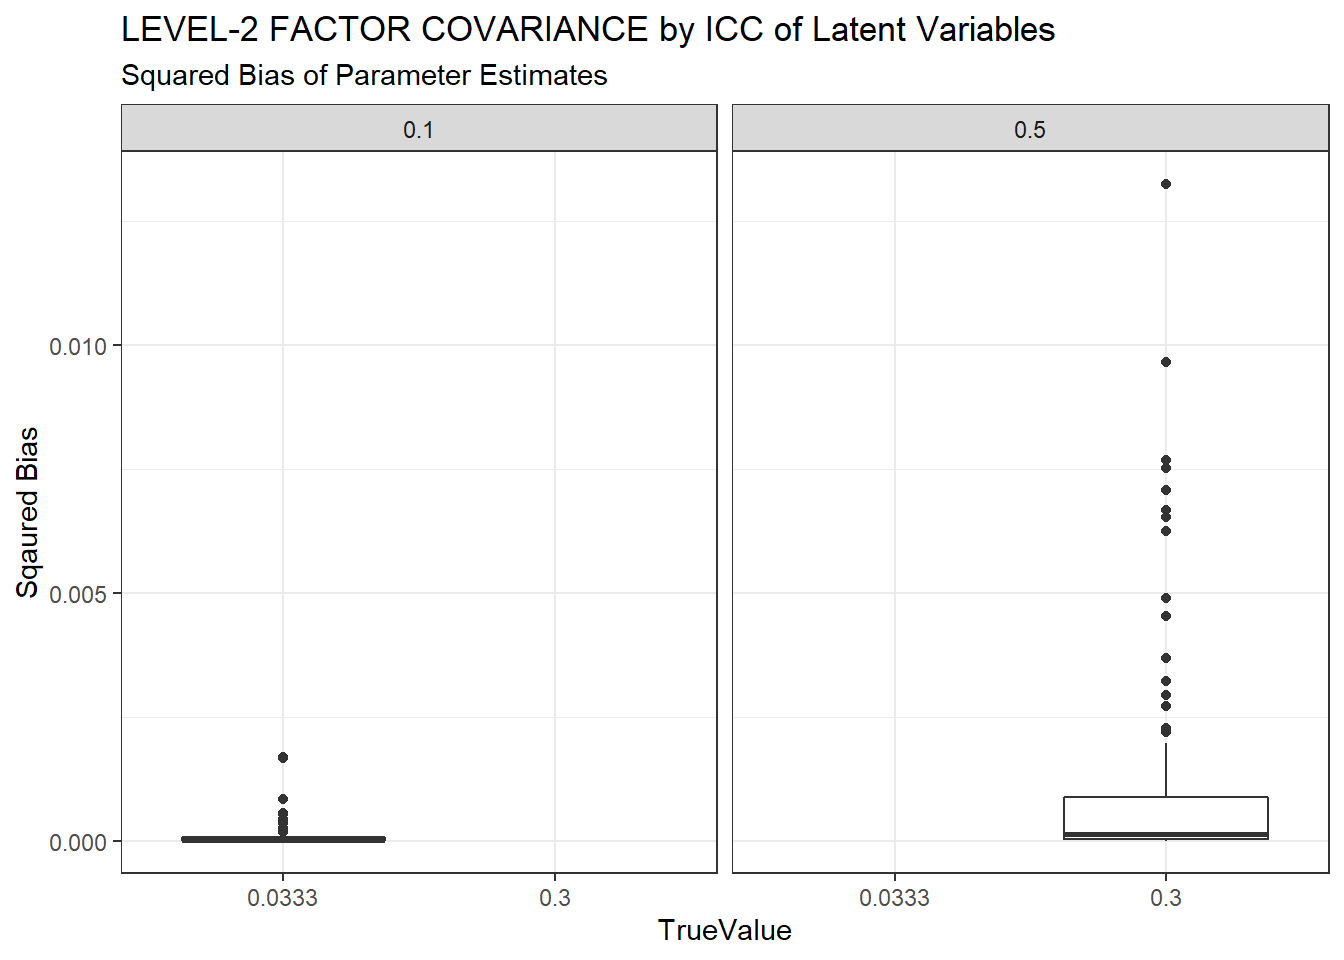 LEVEL-2 FACTOR COVARIANCE by ICC of Latent Variables
Squared Bias of Parameter Estimates
0.1
0.5
Sqaured Bias
0.010
0.005
0.000
0.0333
0.3
0.0333
0.3
TrueValue